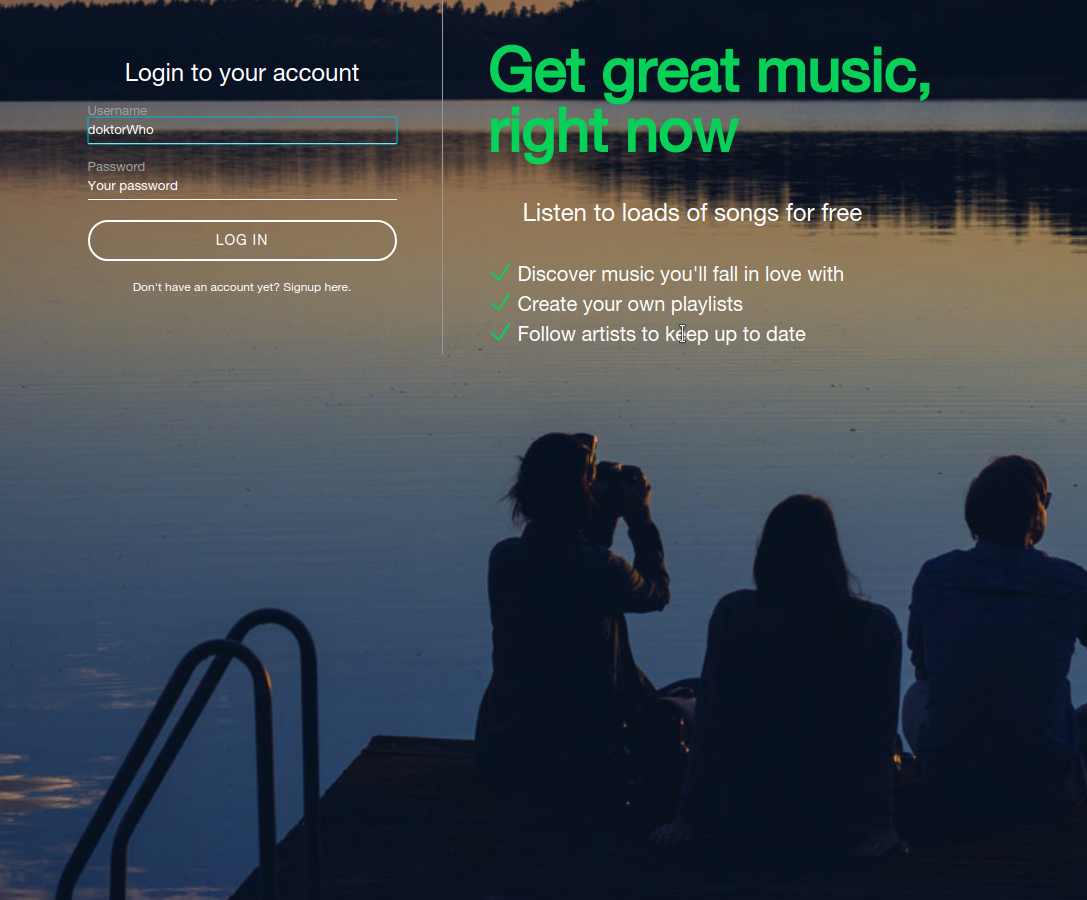 Login to your account
Username
doktorWho
Password
Your password
LOG IN
Don't have an account yet? Signup here.
Get great music,
right now
Listen to loads of songs for free
Discover music you'll fall in love with
Create your own playlists
Follow artists to keep up to date